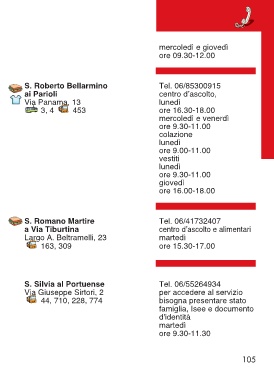 mercoledì e giovedì
ore 09.30-12.00
S. Roberto Bellarmino
ai Parioli
Via Panama, 13
3, 4 453
Tel. 06/85300915
centro d'ascolto,
lunedì
ore 16.30-18.00
mercoledì e venerdì
ore 9.30-11.00
colazione
lunedì
ore 9.00-11.00
vestiti
lunedì
ore 9.30-11.00
giovedì
ore 16.00-18.00
S. Romano Martire
a Via Tiburtina
Largo A. Beltramelli, 23
163, 309
Tel. 06/41732407
centro d'ascolto e alimentari
martedì
ore 15.30-17.00
S. Silvia al Portuense
Via Giuseppe Sirtori, 2
44, 710, 228, 774
Tel. 06/55264934
per accedere al servizio
bisogna presentare stato
famiglia, Isee e documento
d'identità
martedì
ore 9.30-11.30
105